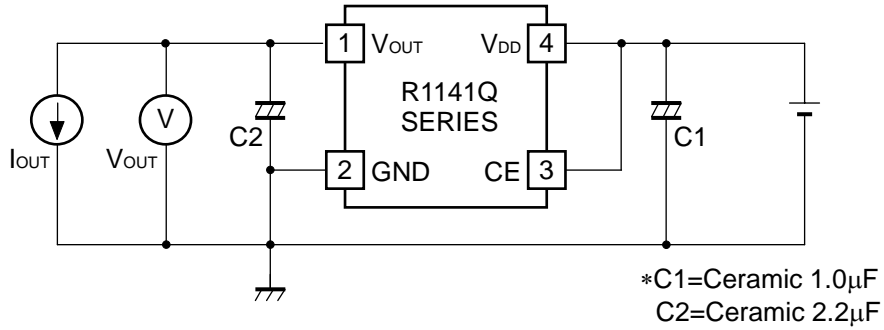 1 VOUT VDD 4
R1141Q
SERIES
V
C2 C1
IOUT VOUT
2 GND CE 3
*C1=Ceramic 1.0μF
C2=Ceramic 2.2μF